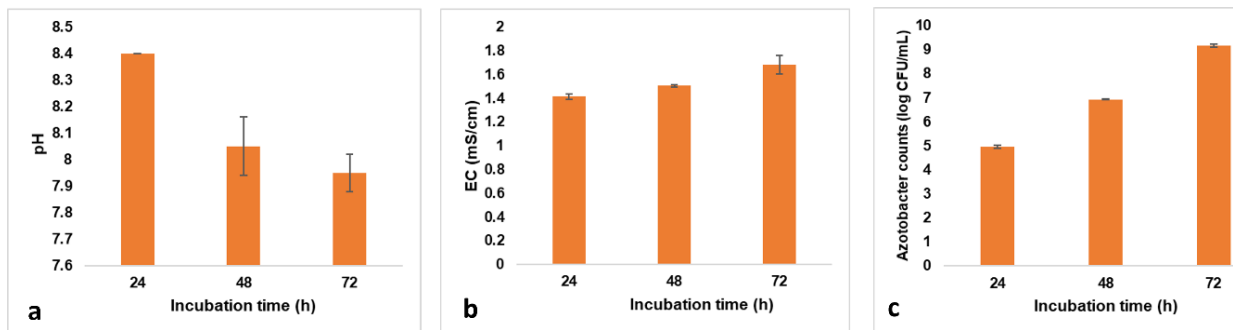 8.5
8.4
8.3
8.2
8.1
8
7.9
7.8
7.7
7.6
pH
24 48 72
Incubation time (h)
a
2
1.8
1.6
1.4
1.2
1
0.8
0.6
0.4
0.2
0
EC (mS/cm)
24 48 72
Incubation time (h)
b
10
9
8
7
6
5
4
3
2
1
0
Azotobacter counts (log CFU/mL)
24 48 72
Incubation time (h)
c